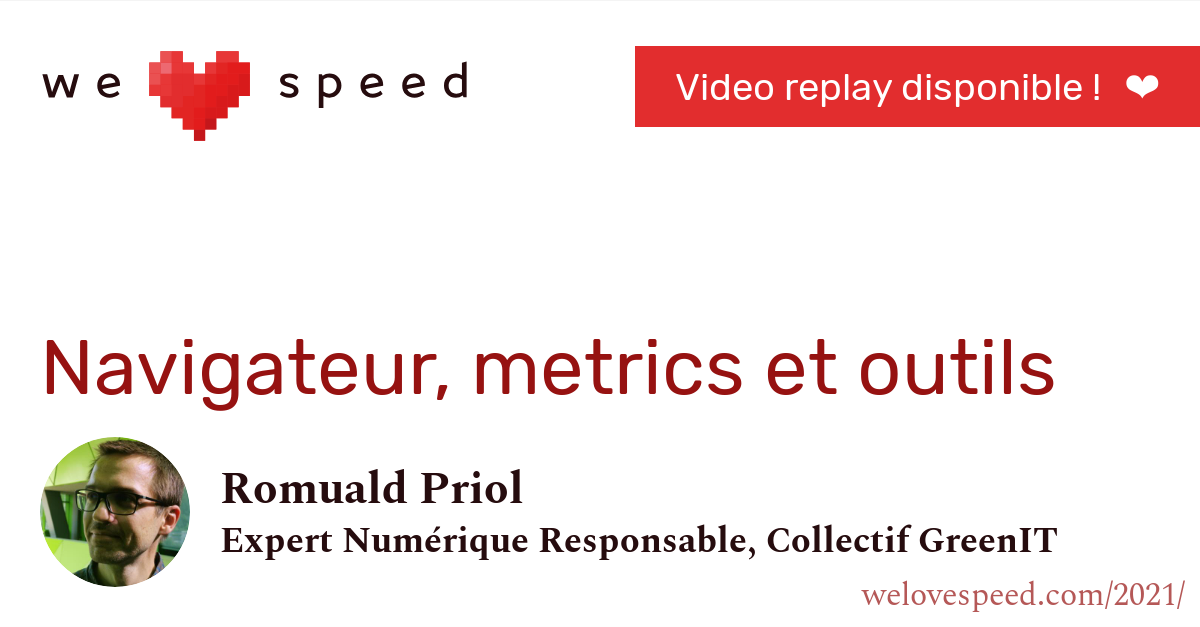 we speed
Video replay disponible ! ❤
Navigateur, metrics et outils
Romuald Priol
Expert Numérique Responsable, Collectif GreenIT
welovespeed.com/2021/